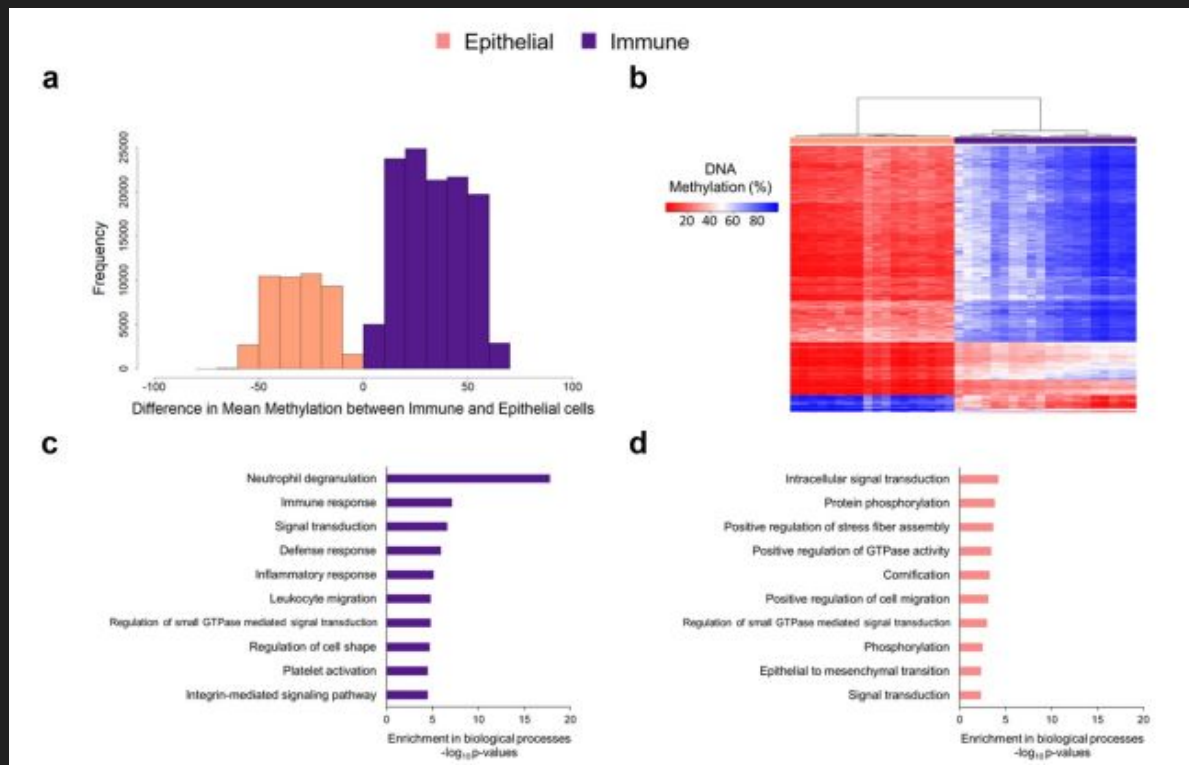 Epithelial Immune
a
25000
20000
15000
10000
5000
0
Frequency
-100 -50 0 50 100
Difference in Mean Methylation between Immune and Epithelial cells
b
DNA
Methylation (%)
20 40 60 80
c
Neutrophil degranulation
Immune response
Signal transduction
Defense response
Inflammatory response
Leukocyte migration
Regulation of small GTPase mediated signal transduction
Regulation of cell shape
Platelet activation
Integrin-mediated signaling pathway
0 5 10 15 20
Enrichment in biological processes
-log₁₀p-values
d
Intracellular signal transduction
Protein phosphorylation
Positive regulation of stress fiber assembly
Positive regulation of GTPase activity
Cornification
Positive regulation of cell migration
Regulation of small GTPase mediated signal transduction
Phosphorylation
Epithelial to mesenchymal transition
Signal transduction
0 5 10 15 20
Enrichment in biological processes
-log₁₀p-values